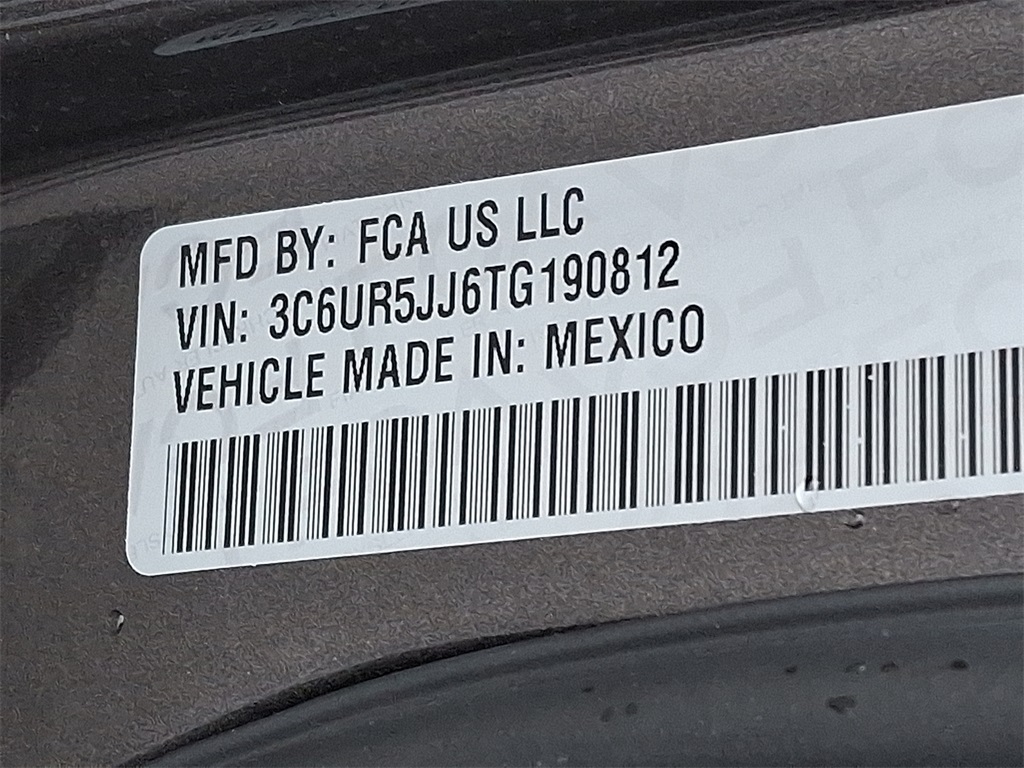 MFD BY: FCA US LLC
VIN: 3C6UR5JJ6TG190812
VEHICLE MADE IN: MEXICO